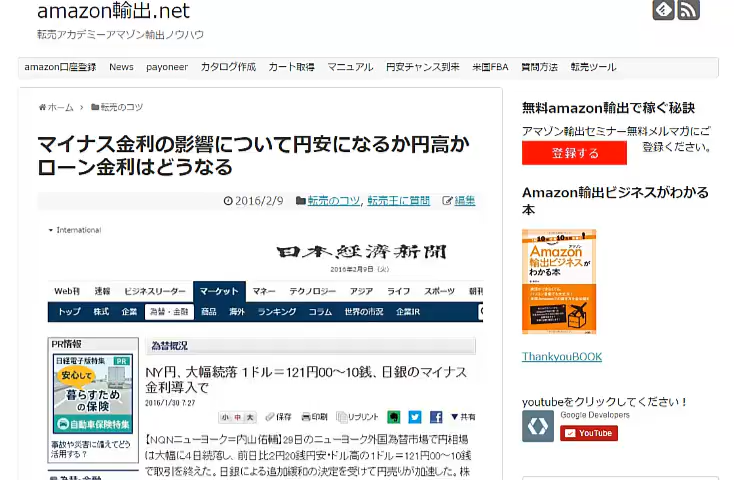 amazon輸出.net
転売アカデミーアマゾン輸出ノウハウ
amazon口座登録 News payoneer カタログ作成 カート取得 マニュアル 円安チャンス到来 米国FBA 質問方法 転売ツール
ホーム › 転売のコツ
マイナス金利の影響について円安になるか円高か
ローン金利はどうなる
2016/2/9 転売のコツ, 転売王に質問 編集
International
日本経済新聞
2016年2月9日（火）
Web刊 速報 ビジネスリーダー マーケット マネー テクノロジー アジア ライフ スポーツ 朝刊
トップ 株式 企業 為替・金融 商品 海外 ランキング コラム 世界の市況 企業IR
PR情報
日経電子版特集 PR
安心して
暮らすため
の保険
自動車保険特集
事故や災害に備えてどう
活用する？
為替概況
NY円、大幅続落 1ドル＝121円00～10銭、日銀のマイナス
金利導入で
2016/1/30 7:27
小 中 大 保存 印刷 リプリント 共有
【NQNニューヨーク＝内山佑輔】29日のニューヨーク外国為替市場で円相場
は大幅に4日続落し、前日比2円20銭円安・ドル高の1ドル＝121円00～10銭
で取引を終えた。日銀による追加緩和の決定を受けて円売りが加速した。株
無料amazon輸出で稼ぐ秘訣
アマゾン輸出セミナー無料メルマガにご
登録する 登録ください。
Amazon輸出ビジネスがわかる
本
Amazon
アマゾン
輸出ビジネスが
わかる本
ThankyouBOOK
youtubeをクリックしてください！
Google Developers
YouTube